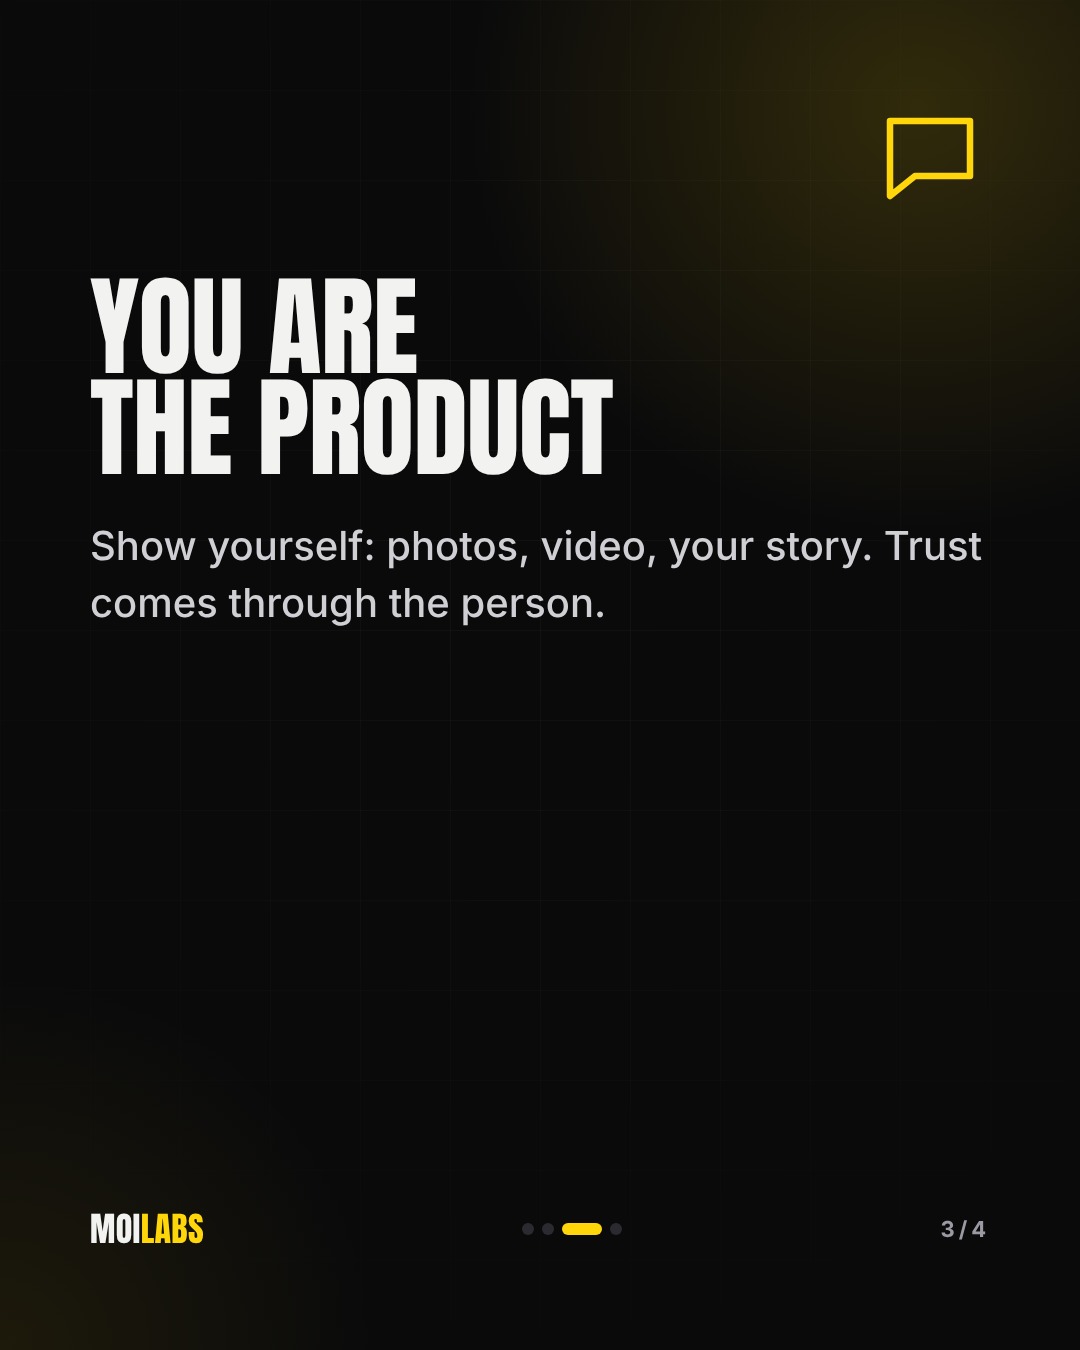 YOU ARE
THE PRODUCT
Show yourself: photos, video, your story. Trust
comes through the person.
MOILABS
3 / 4